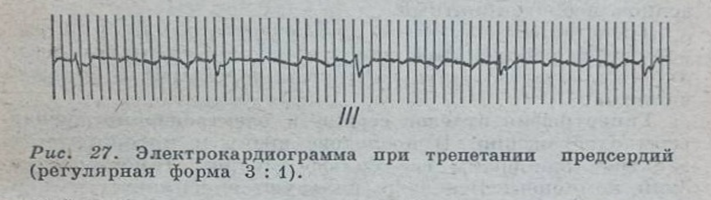 III
Рис. 27. Электрокардиограмма при трепетании предсердий
(регулярная форма 3 : 1).